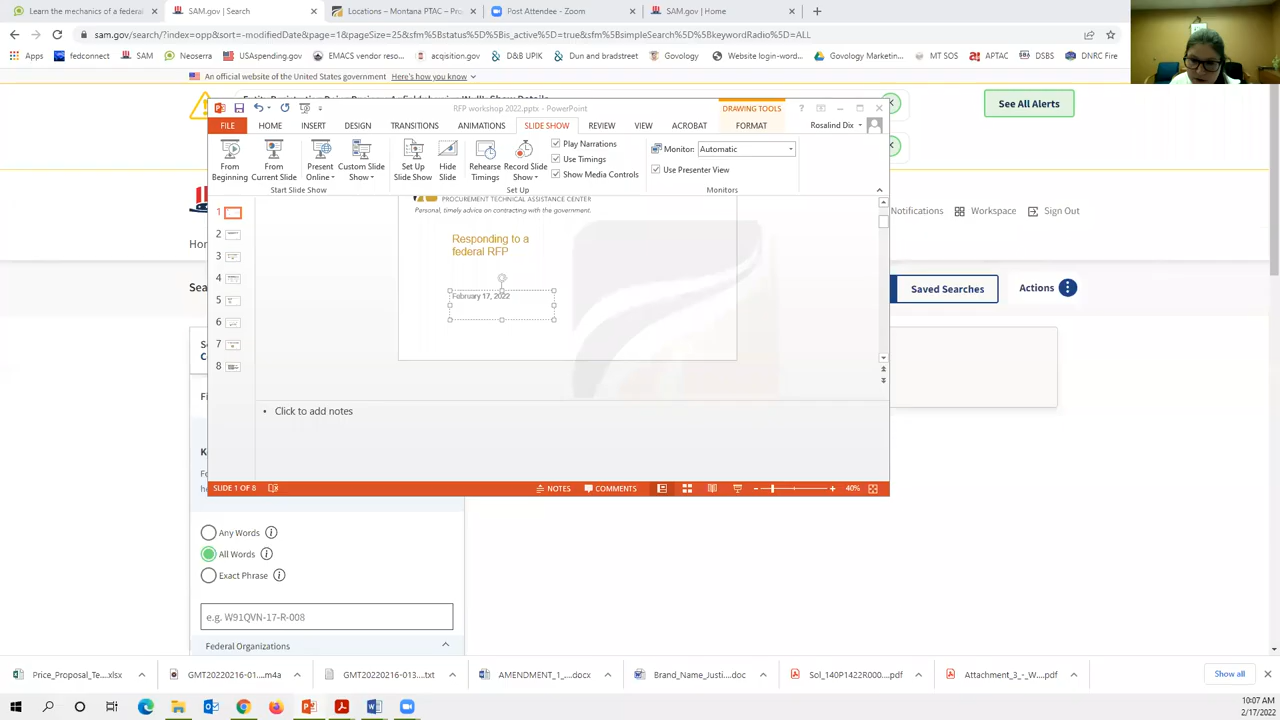 Learn the mechanics of a federal
SAM.gov | Search
Locations – Montana PTAC – Pro
Post Attendee - Zoom
SAM.gov | Home
sam.gov/search/?index=opp&sort=-modifiedDate&page=1&pageSize=25&sfm%5Bstatus%5D%5Bis_active%5D=true&sfm%5BsimpleSearch%5D%5BkeywordRadio%5D=ALL
Apps
fedconnect
SAM
Neoserra
USAspending.gov
EMACS vendor reso...
acqisition.gov
D&B UPIK
Dun and bradstreet
Govology
Website login-word...
Govology Marketing...
MT SOS
APTAC
DSBS
DNRC Fire
An official website of the United States government
Here's how you know
See All Alerts
RFP workshop 2022.pptx - PowerPoint
DRAWING TOOLS
FILE
HOME
INSERT
DESIGN
TRANSITIONS
ANIMATIONS
SLIDE SHOW
REVIEW
VIEW
ACROBAT
FORMAT
Rosalind Dix
From Beginning
From Current Slide
Present Online
Custom Slide Show
Set Up Slide Show
Hide Slide
Rehearse Timings
Record Slide Show
Play Narrations
Use Timings
Show Media Controls
Monitor: Automatic
Use Presenter View
Start Slide Show
Set Up
Monitors
Notifications
Workspace
Sign Out
1
2
3
4
5
6
7
8
PROCUREMENT TECHNICAL ASSISTANCE CENTER
Personal, timely advice on contracting with the government.
Responding to a
federal RFP
February 17, 2022
Saved Searches
Actions
• Click to add notes
SLIDE 1 OF 8
NOTES
COMMENTS
40%
Any Words
All Words
Exact Phrase
e.g. W91QVN-17-R-008
Federal Organizations
Price_Proposal_Te....xlsx
GMT20220216-01....m4a
GMT20220216-013....txt
AMENDMENT_1_....docx
Brand_Name_Justi....doc
Sol_140P1422R000....pdf
Attachment_3_-_W....pdf
Show all
10:07 AM
2/17/2022